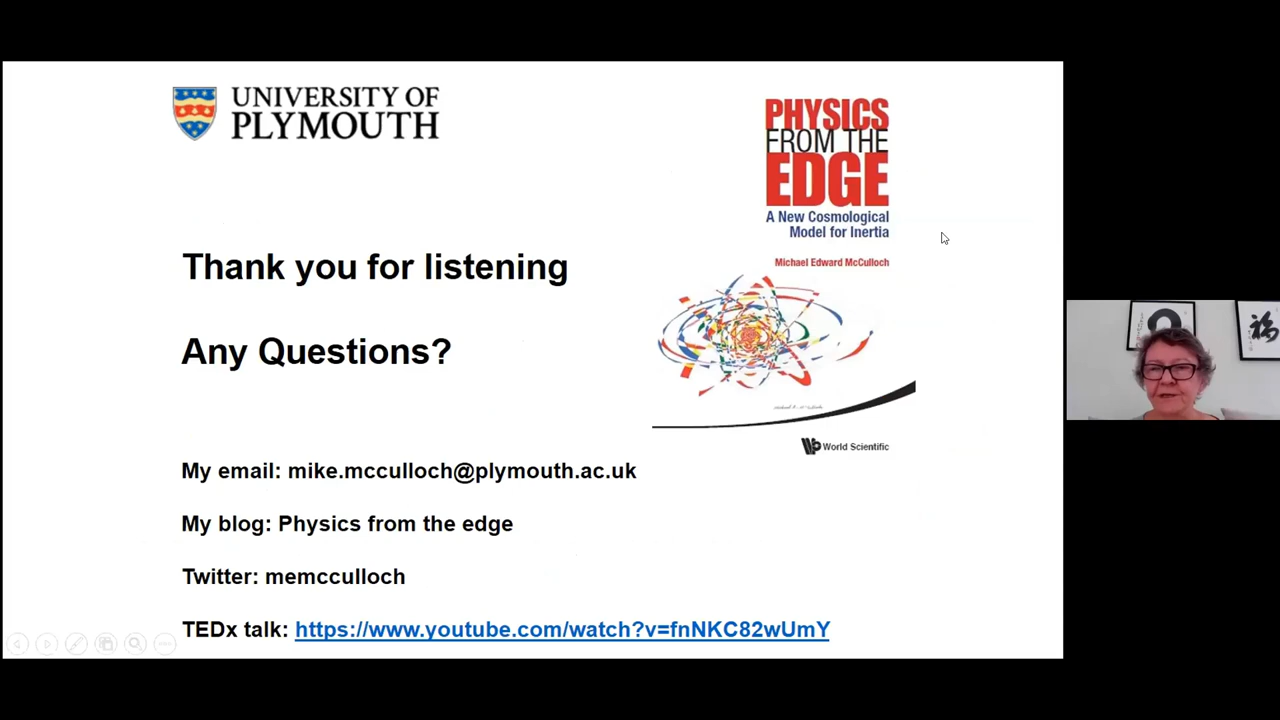 UNIVERSITY OF
PLYMOUTH
PHYSICS
FROM THE
EDGE
A New Cosmological
Model for Inertia
Michael Edward McCulloch
Thank you for listening
Any Questions?
World Scientific
My email: mike.mcculloch@plymouth.ac.uk
My blog: Physics from the edge
Twitter: memcculloch
TEDx talk: https://www.youtube.com/watch?v=fnNKC82wUmY
福